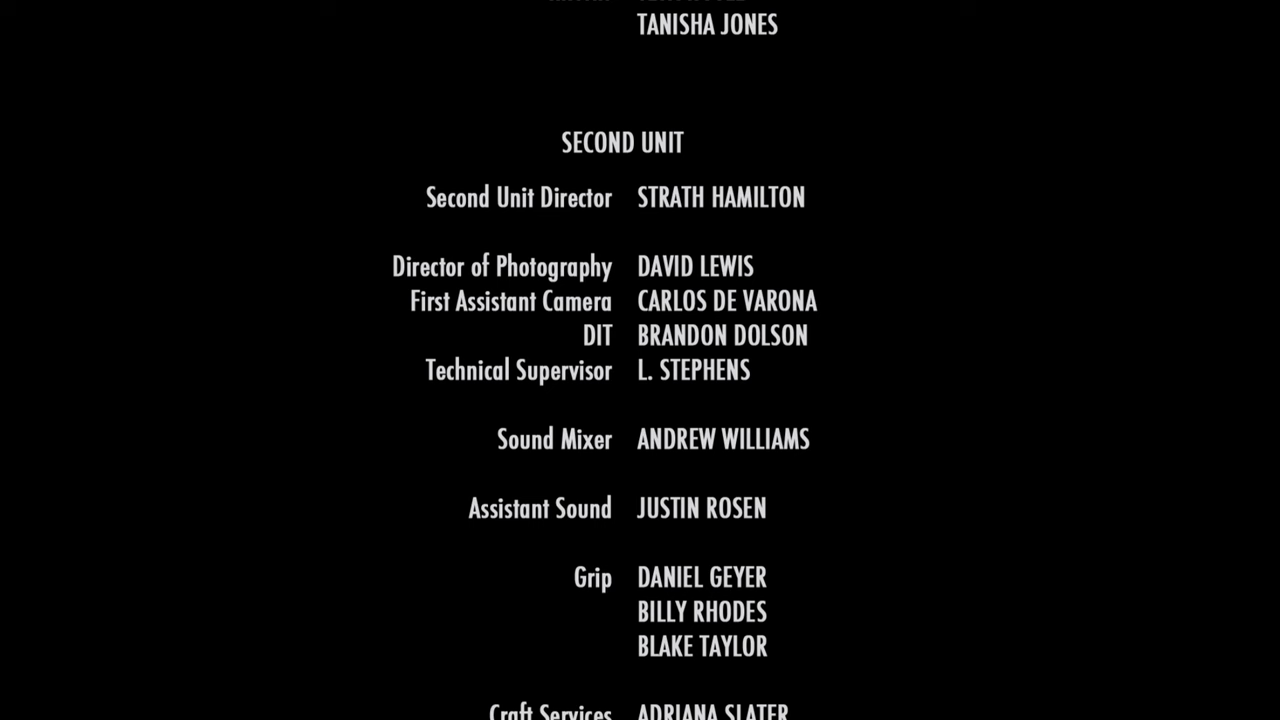 TANISHA JONES
SECOND UNIT
Second Unit Director STRATH HAMILTON
Director of Photography DAVID LEWIS
First Assistant Camera CARLOS DE VARONA
DIT BRANDON DOLSON
Technical Supervisor L. STEPHENS
Sound Mixer ANDREW WILLIAMS
Assistant Sound JUSTIN ROSEN
Grip DANIEL GEYER
BILLY RHODES
BLAKE TAYLOR
Craft Services ADRIANA SLATER